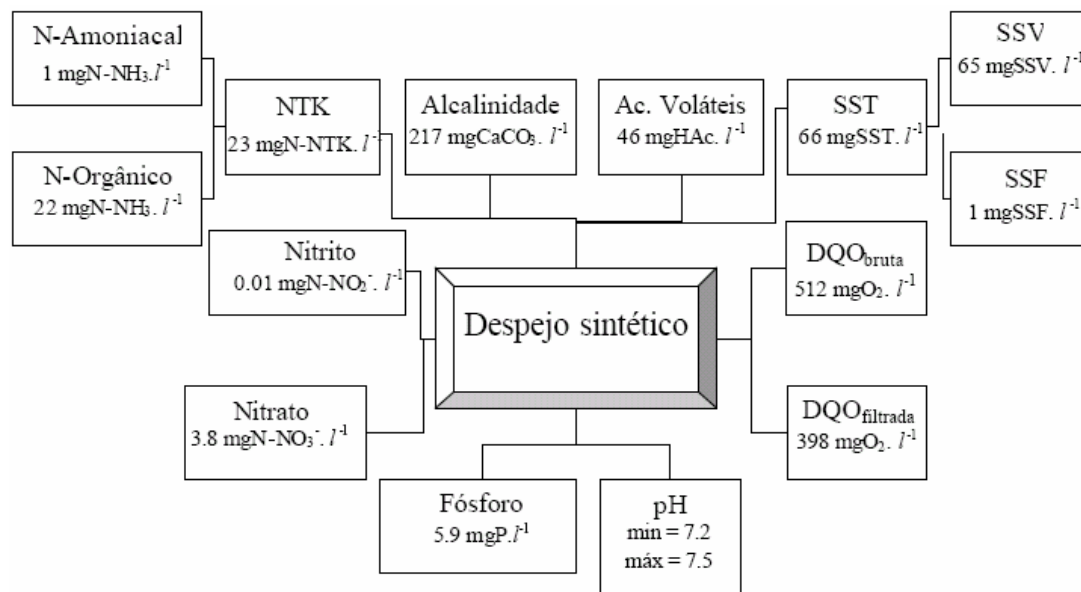 N-Amoniacal
1 mgN-NH₃.l⁻¹
N-Orgânico
22 mgN-NH₃. l⁻¹
NTK
23 mgN-NTK. l⁻¹
Alcalinidade
217 mgCaCO₃. l⁻¹
Ac. Voláteis
46 mgHAc. l⁻¹
SST
66 mgSST. l⁻¹
SSV
65 mgSSV. l⁻¹
SSF
1 mgSSF. l⁻¹
Nitrito
0.01 mgN-NO₂⁻. l⁻¹
Despejo sintético
DQO_bruta
512 mgO₂. l⁻¹
Nitrato
3.8 mgN-NO₃⁻. l⁻¹
DQO_filtrada
398 mgO₂. l⁻¹
Fósforo
5.9 mgP.l⁻¹
pH
min = 7.2
máx = 7.5